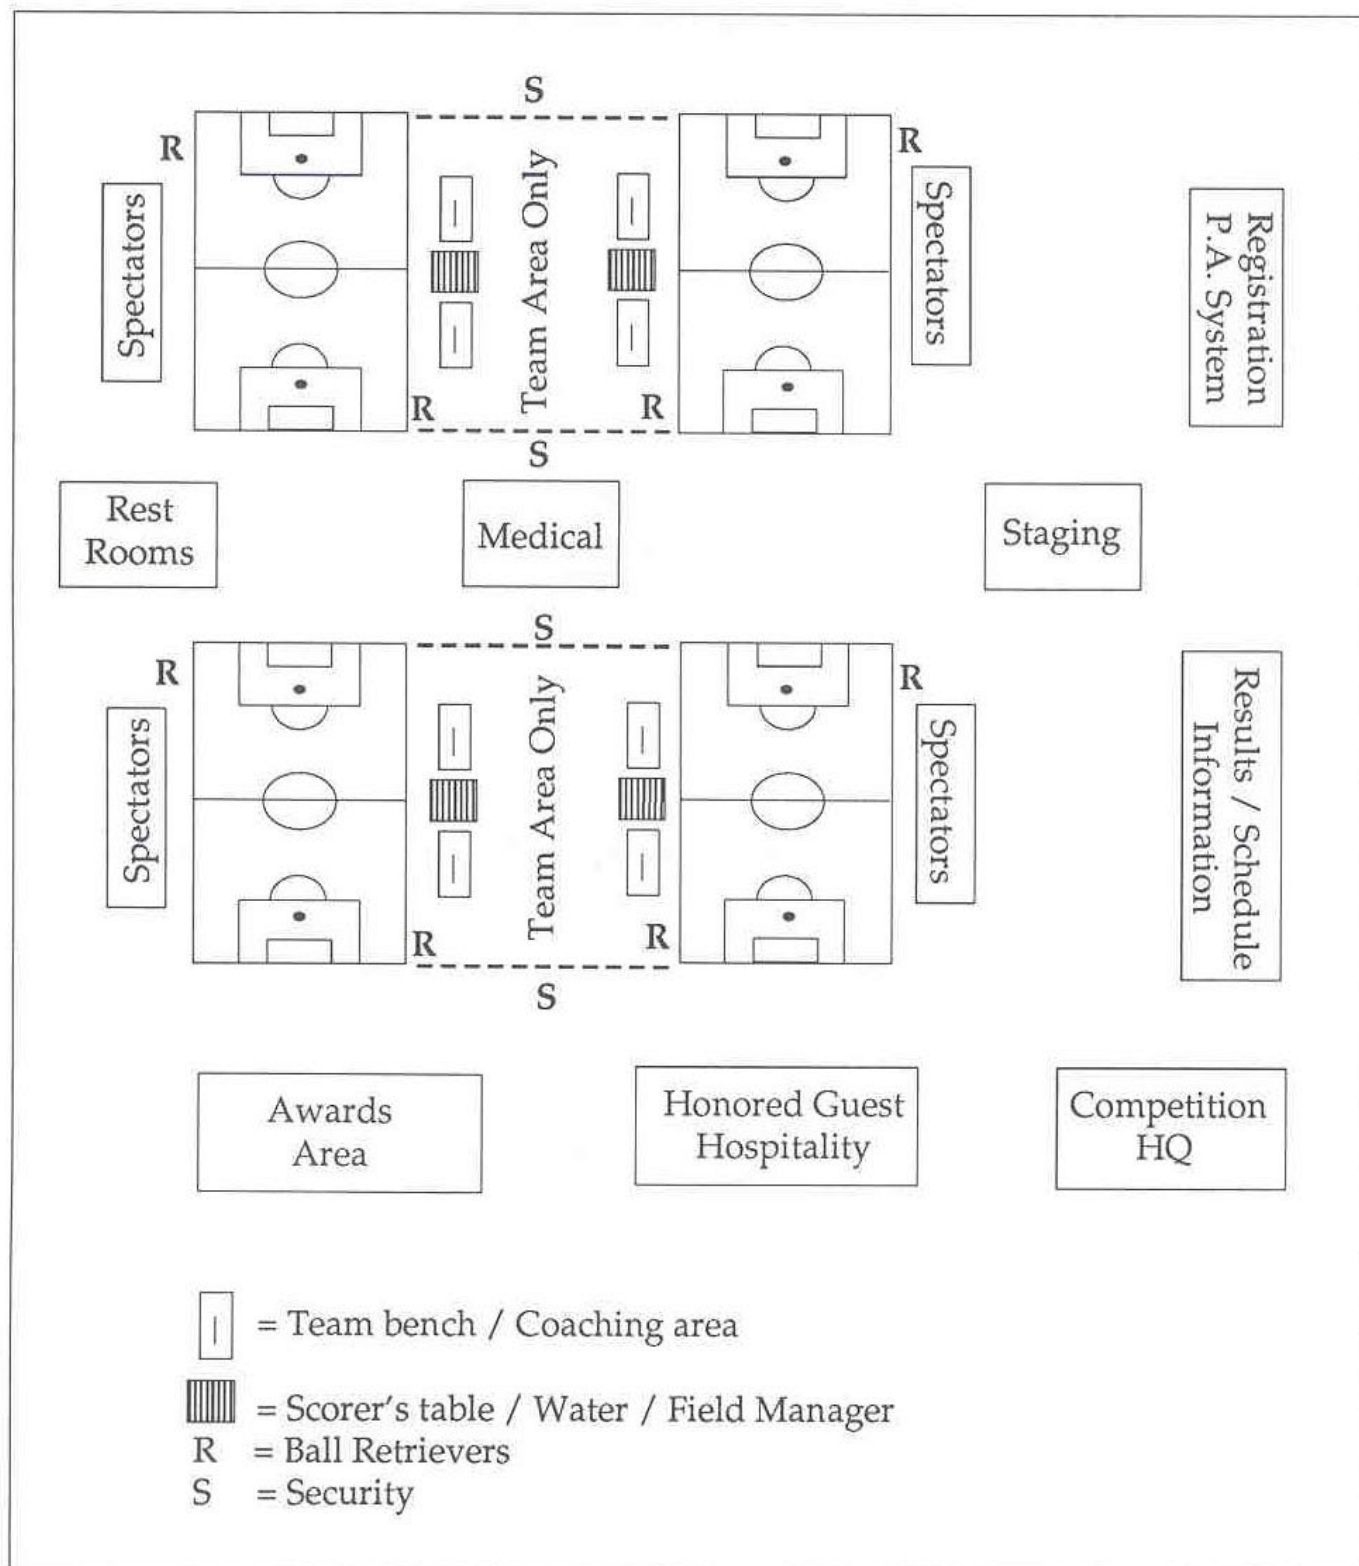 S
R
R
Spectators
Team Area Only
Spectators
Registration
P.A. System
R
R
S
Rest
Rooms
Medical
Staging
S
R
R
Spectators
Team Area Only
Spectators
Results / Schedule
Information
R
R
S
Awards
Area
Honored Guest
Hospitality
Competition
HQ
= Team bench / Coaching area
= Scorer's table / Water / Field Manager
R = Ball Retrievers
S = Security